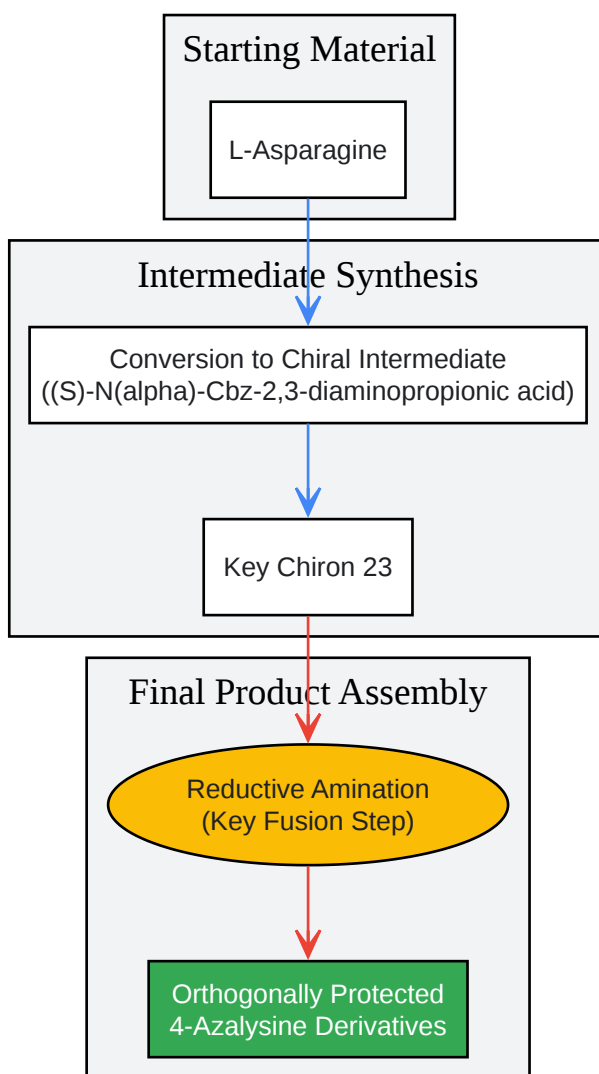 Starting Material
L-Asparagine
Intermediate Synthesis
Conversion to Chiral Intermediate
((S)-N(alpha)-Cbz-2,3-diaminopropionic acid)
Key Chiron 23
Final Product Assembly
Reductive Amination
(Key Fusion Step)
Orthogonally Protected
4-Azalysine Derivatives